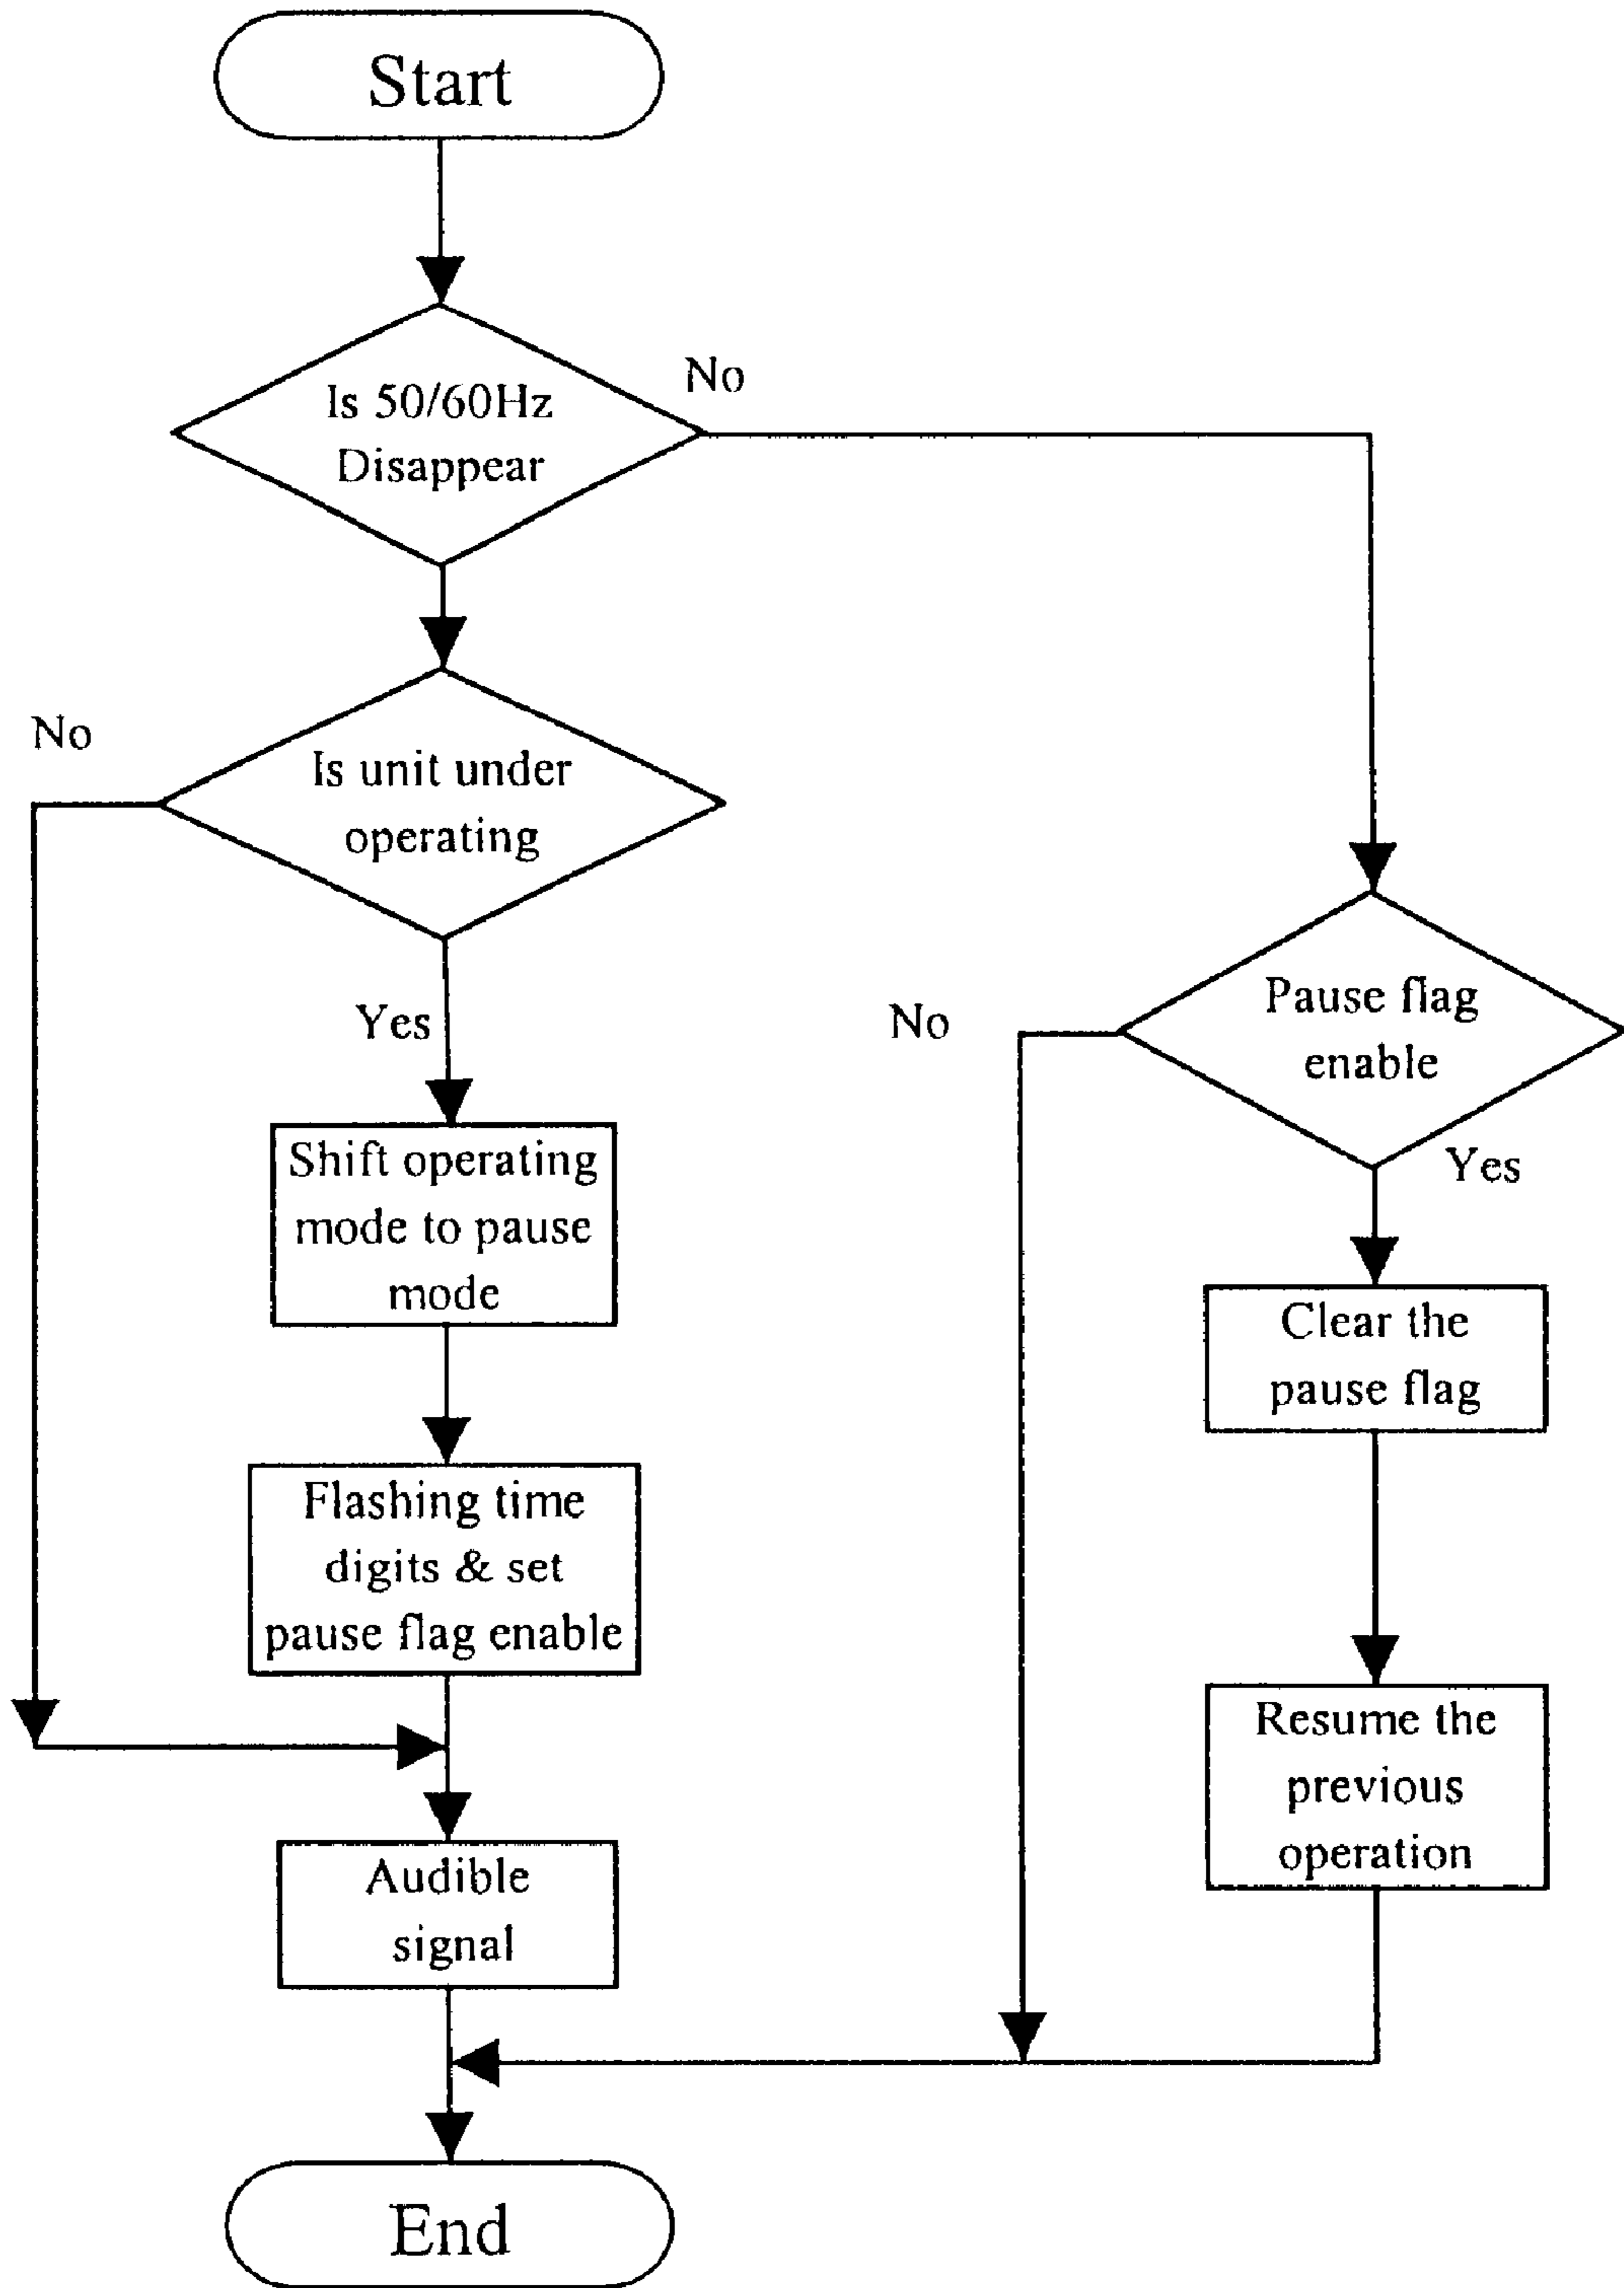 Start
Is 50/60Hz
Disappear
No
Is unit under
operating
No
Yes
Shift operating
mode to pause
mode
Flashing time
digits & set
pause flag enable
Audible
signal
Pause flag
enable
No
Yes
Clear the
pause flag
Resume the
previous
operation
End